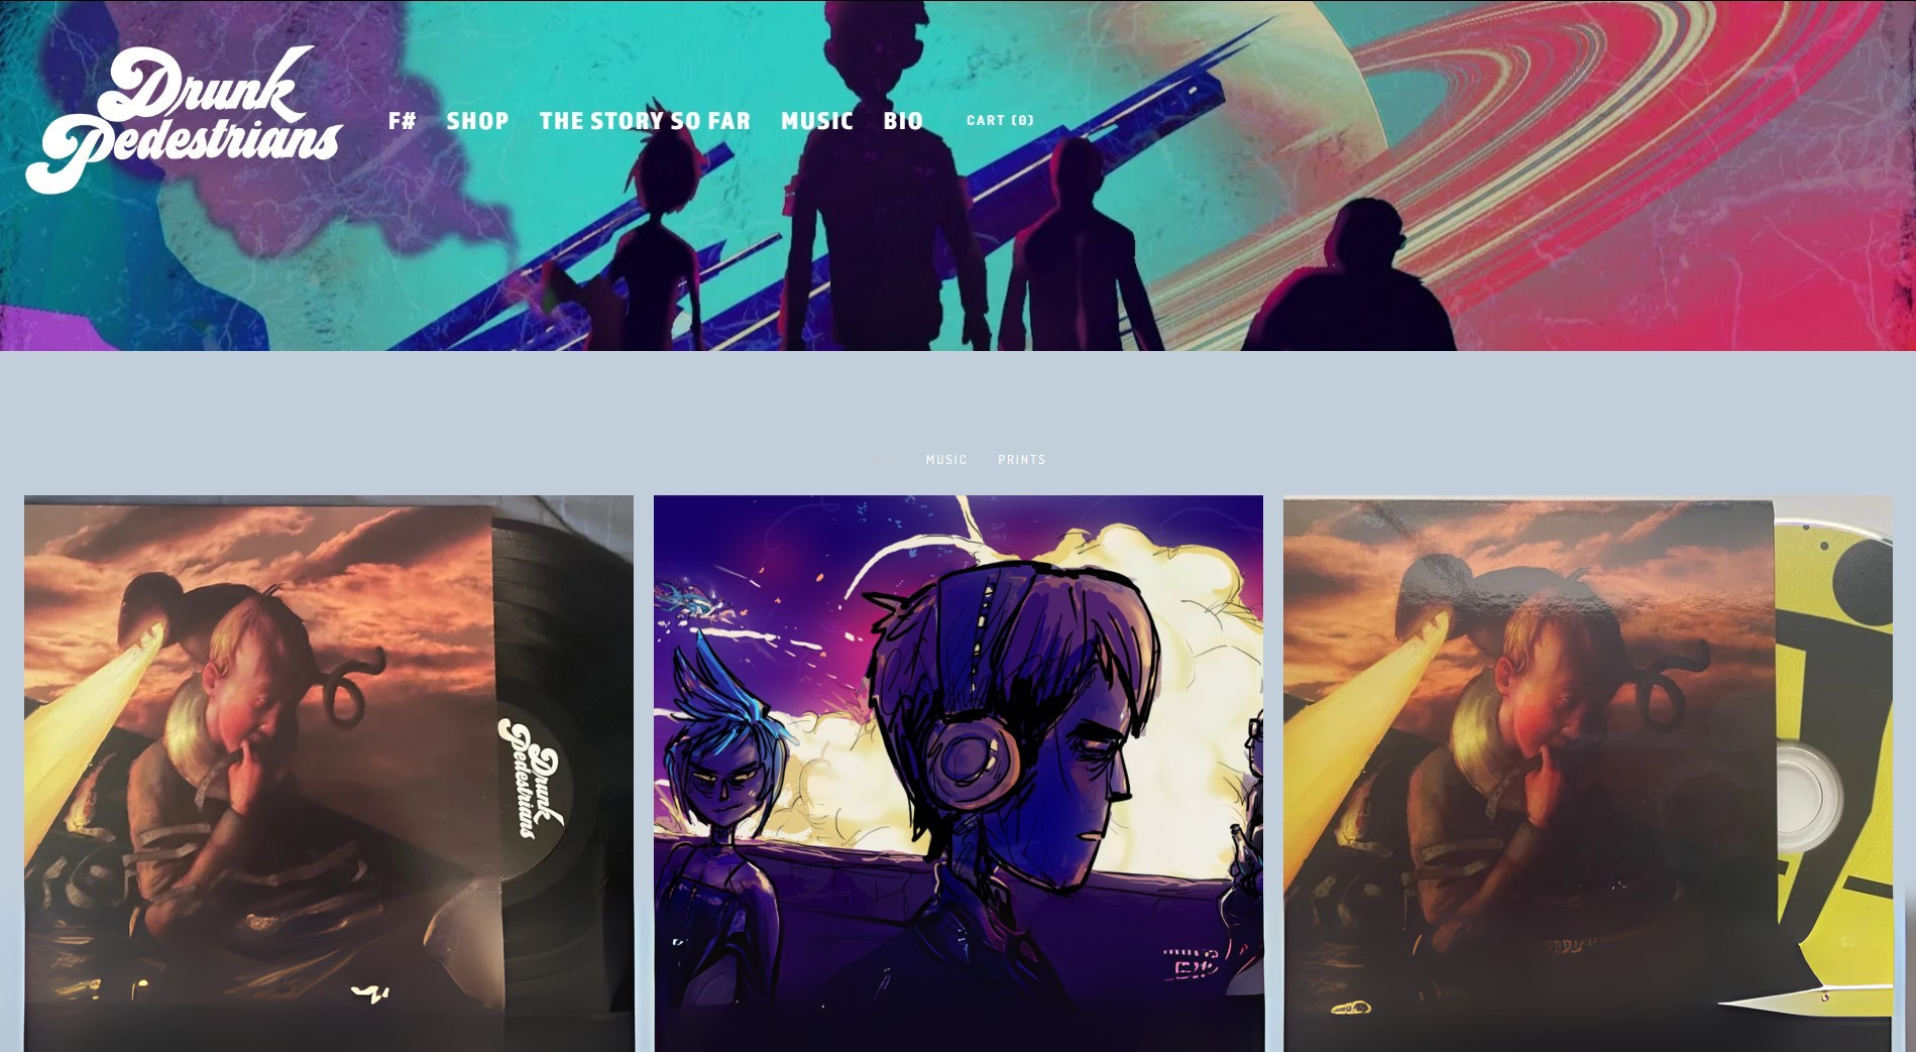 Drunk
Pedestrians
F# SHOP THE STORY SO FAR MUSIC BIO CART (0)
MUSIC PRINTS
Drunk
Pedestrians